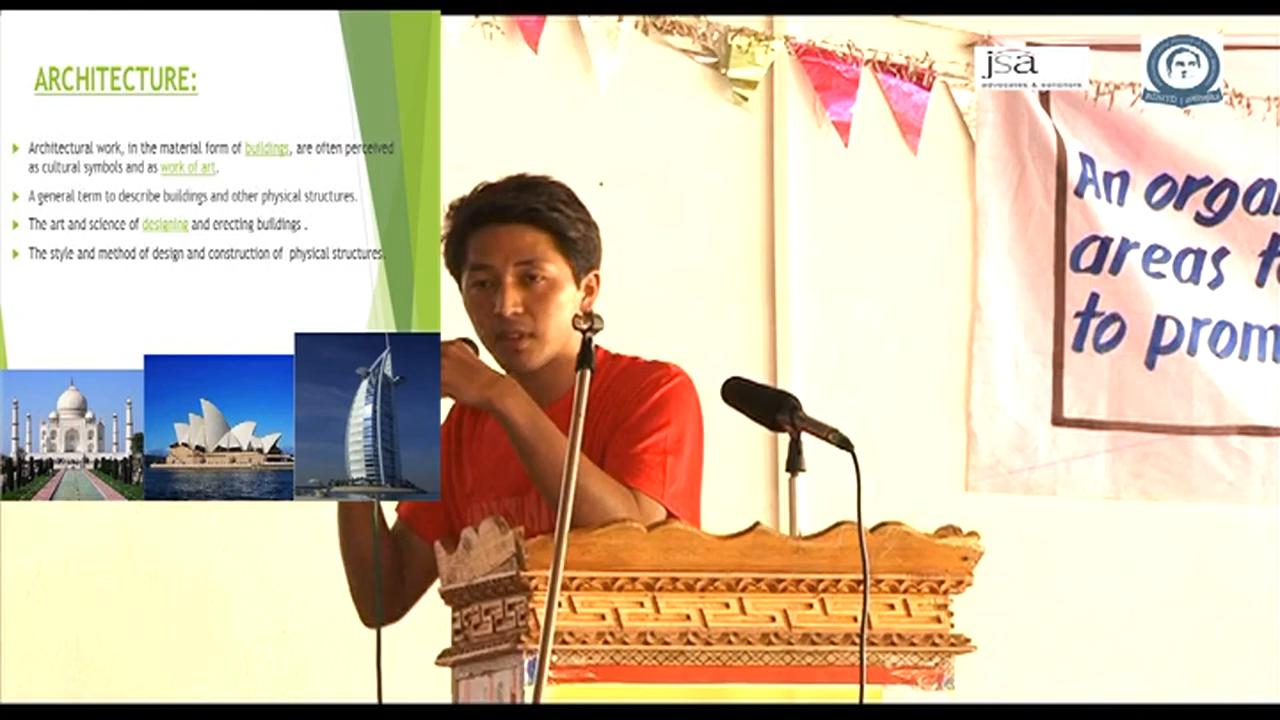 ARCHITECTURE:
Architectural work, in the material form of buildings, are often perceived
as cultural symbols and as work of art.
A general term to describe buildings and other physical structures.
The art and science of designing and erecting buildings .
The style and method of design and construction of physical structures.
jsa
advocates & solicitors
An orga
areas t
to prom